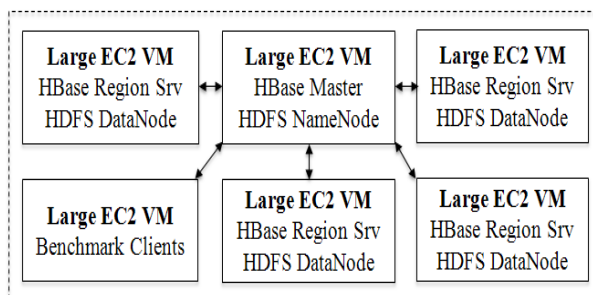 Large EC2 VM
HBase Region Srv
HDFS DataNode
Large EC2 VM
HBase Master
HDFS NameNode
Large EC2 VM
HBase Region Srv
HDFS DataNode
Large EC2 VM
Benchmark Clients
Large EC2 VM
HBase Region Srv
HDFS DataNode
Large EC2 VM
HBase Region Srv
HDFS DataNode